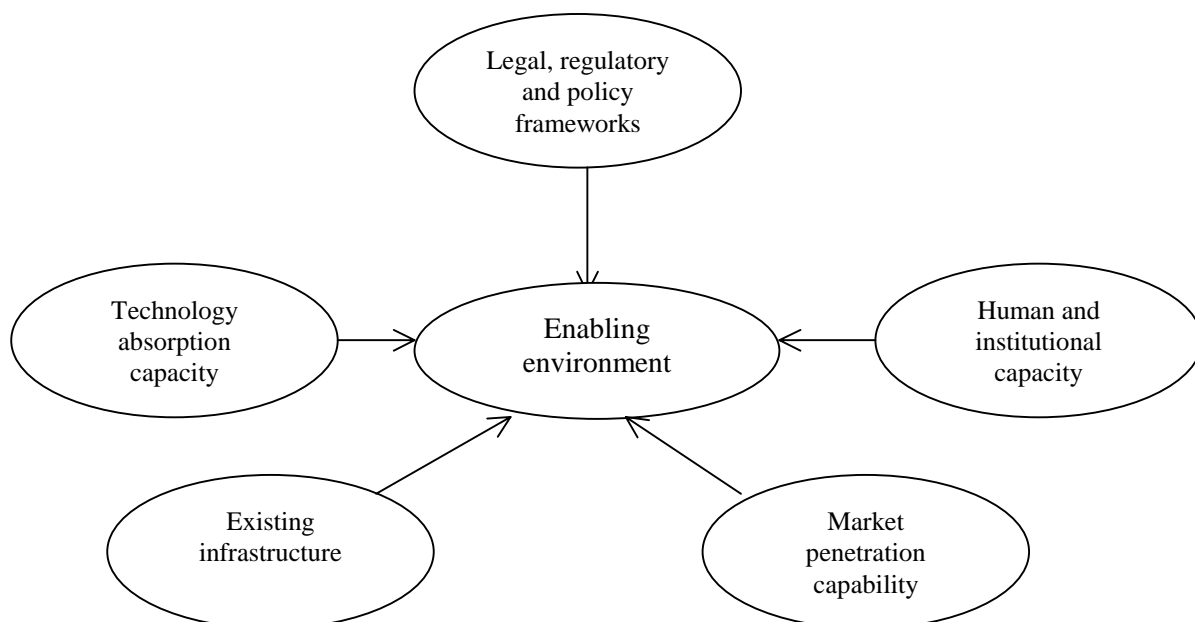 Legal, regulatory
and policy
frameworks
Technology
absorption
capacity
Enabling
environment
Human and
institutional
capacity
Existing
infrastructure
Market
penetration
capability